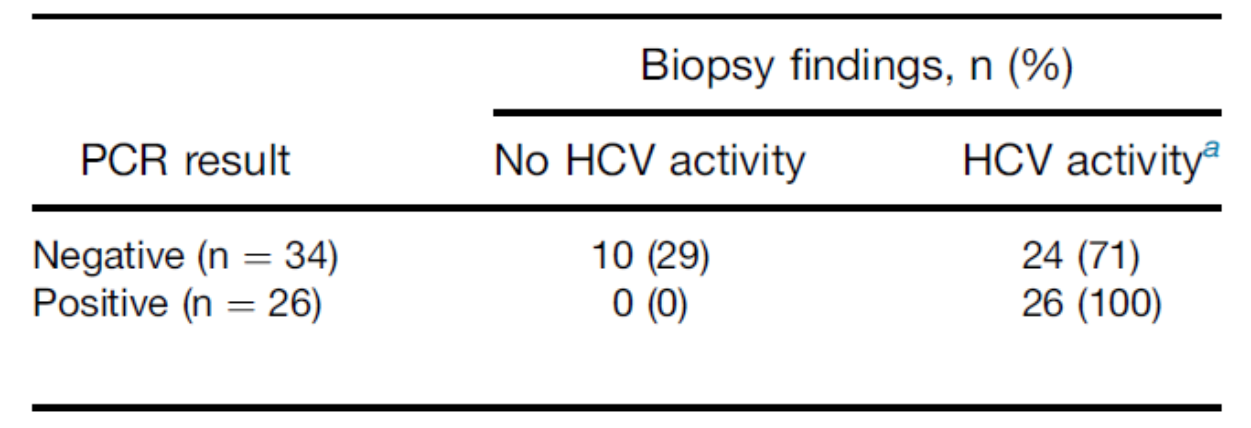 Biopsy findings, n (%)
PCR result No HCV activity HCV activityᵃ
Negative (n = 34) 10 (29) 24 (71)
Positive (n = 26) 0 (0) 26 (100)